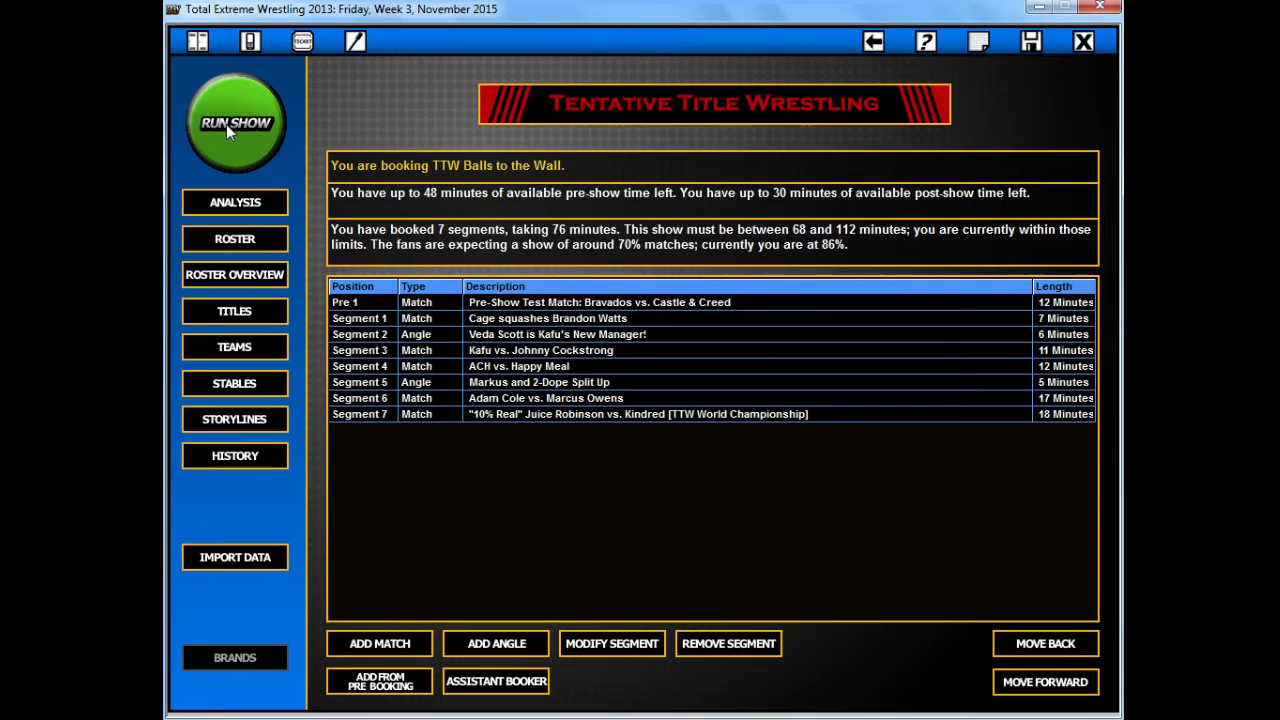 Total Extreme Wrestling 2013: Friday, Week 3, November 2015
TICKET
RUN SHOW
TENTATIVE TITLE WRESTLING
You are booking TTW Balls to the Wall.
You have up to 48 minutes of available pre-show time left. You have up to 30 minutes of available post-show time left.
You have booked 7 segments, taking 76 minutes. This show must be between 68 and 112 minutes; you are currently within those
limits. The fans are expecting a show of around 70% matches; currently you are at 86%.
ANALYSIS
ROSTER
ROSTER OVERVIEW
TITLES
TEAMS
STABLES
STORYLINES
HISTORY
IMPORT DATA
BRANDS
Position Type Description Length
Pre 1 Match Pre-Show Test Match: Bravados vs. Castle & Creed 12 Minutes
Segment 1 Match Cage squashes Brandon Watts 7 Minutes
Segment 2 Angle Veda Scott is Kafu's New Manager! 6 Minutes
Segment 3 Match Kafu vs. Johnny Cockstrong 11 Minutes
Segment 4 Match ACH vs. Happy Meal 12 Minutes
Segment 5 Angle Markus and 2-Dope Split Up 5 Minutes
Segment 6 Match Adam Cole vs. Marcus Owens 17 Minutes
Segment 7 Match "10% Real" Juice Robinson vs. Kindred [TTW World Championship] 18 Minutes
ADD MATCH ADD ANGLE MODIFY SEGMENT REMOVE SEGMENT MOVE BACK
ADD FROM
PRE BOOKING
ASSISTANT BOOKER MOVE FORWARD